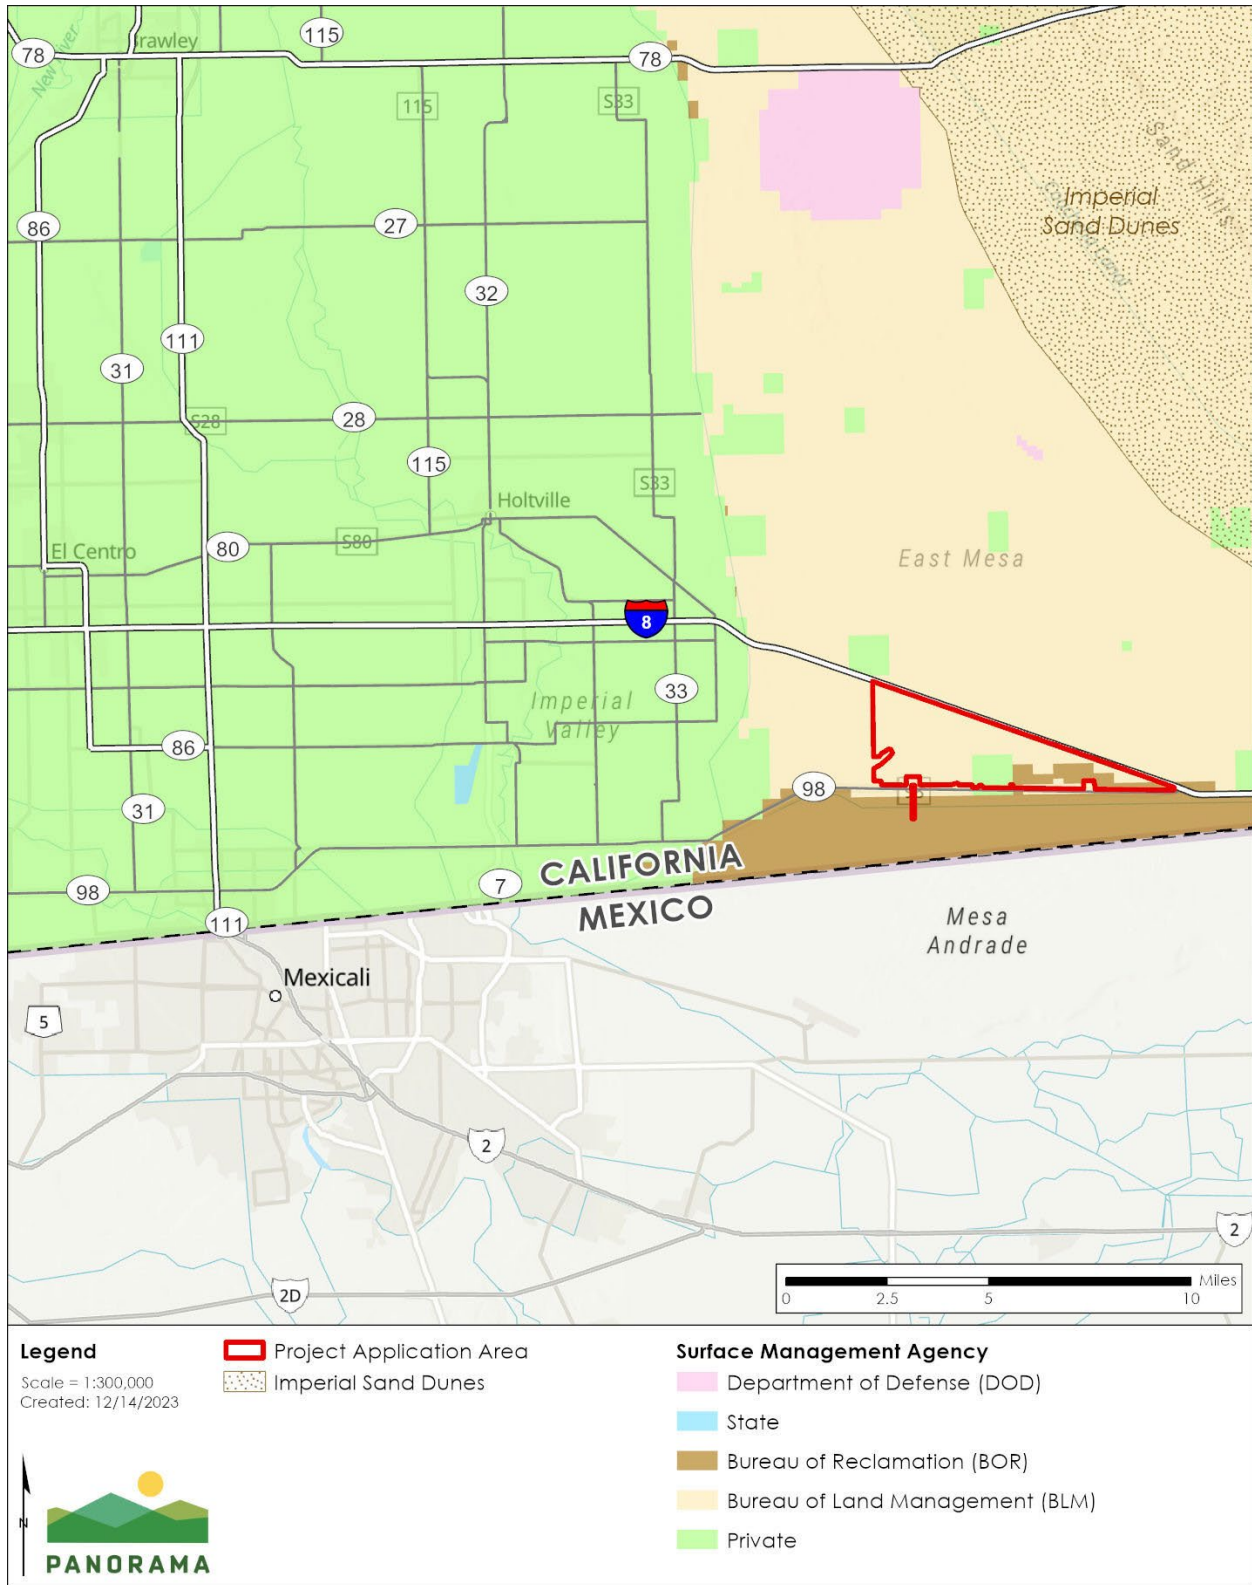 115
78
Brawley
78
New River
115
S33
Sand Hills
86
27
Imperial
Sand Dunes
32
111
31
S28
28
115
S33
Holtville
El Centro
80
S80
East Mesa
8
33
Imperial
Valley
86
98
31
CALIFORNIA
98
7
MEXICO
111
Mesa
Andrade
Mexicali
5
2
2
2D
Miles
0
2.5
5
10
Legend
Scale = 1:300,000
Created: 12/14/2023
Project Application Area
Imperial Sand Dunes
Surface Management Agency
Department of Defense (DOD)
State
Bureau of Reclamation (BOR)
Bureau of Land Management (BLM)
Private
N
PANORAMA